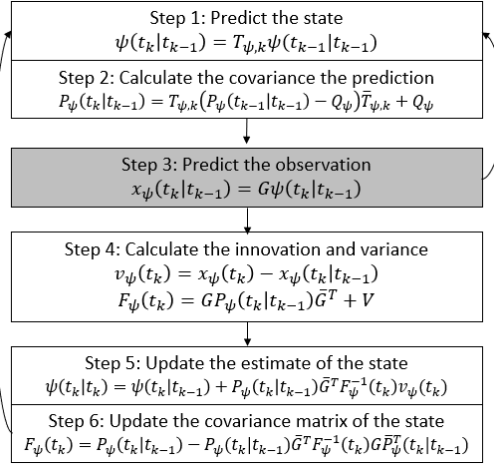 Step 1: Predict the state
ψ(t_k|t_{k−1}) = T_{ψ,k}ψ(t_{k−1}|t_{k−1})
Step 2: Calculate the covariance the prediction
P_ψ(t_k|t_{k−1}) = T_{ψ,k}(P_ψ(t_{k−1}|t_{k−1}) − Q_ψ)T̄_{ψ,k} + Q_ψ
Step 3: Predict the observation
x_ψ(t_k|t_{k−1}) = Gψ(t_k|t_{k−1})
Step 4: Calculate the innovation and variance
v_ψ(t_k) = x_ψ(t_k) − x_ψ(t_k|t_{k−1})
F_ψ(t_k) = GP_ψ(t_k|t_{k−1})Ḡ^T + V
Step 5: Update the estimate of the state
ψ(t_k|t_k) = ψ(t_k|t_{k−1}) + P_ψ(t_k|t_{k−1})Ḡ^T F_ψ^{−1}(t_k)v_ψ(t_k)
Step 6: Update the covariance matrix of the state
F_ψ(t_k) = P_ψ(t_k|t_{k−1}) − P_ψ(t_k|t_{k−1})Ḡ^T F_ψ^{−1}(t_k)GP̄_ψ^T(t_k|t_{k−1})